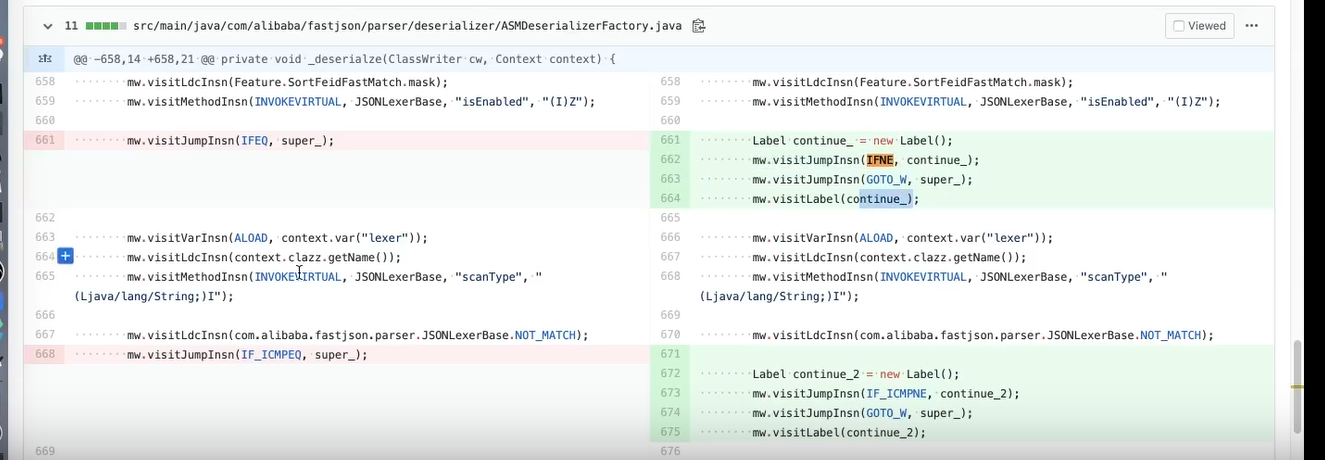 11 src/main/java/com/alibaba/fastjson/parser/deserializer/ASMDeserializerFactory.java Viewed ...
@@ -658,14 +658,21 @@ private void _deserialze(ClassWriter cw, Context context) {
658 mw.visitLdcInsn(Feature.SortFeidFastMatch.mask); 658 mw.visitLdcInsn(Feature.SortFeidFastMatch.mask);
659 mw.visitMethodInsn(INVOKEVIRTUAL, JSONLexerBase, "isEnabled", "(I)Z"); 659 mw.visitMethodInsn(INVOKEVIRTUAL, JSONLexerBase, "isEnabled", "(I)Z");
660 660
661 mw.visitJumpInsn(IFEQ, super_); 661 Label continue_ = new Label();
662 mw.visitJumpInsn(IFNE, continue_);
663 mw.visitJumpInsn(GOTO_W, super_);
664 mw.visitLabel(continue_);
662 665
663 mw.visitVarInsn(ALOAD, context.var("lexer")); 666 mw.visitVarInsn(ALOAD, context.var("lexer"));
664 + mw.visitLdcInsn(context.clazz.getName()); 667 mw.visitLdcInsn(context.clazz.getName());
665 mw.visitMethodInsn(INVOKEVIRTUAL, JSONLexerBase, "scanType", " 668 mw.visitMethodInsn(INVOKEVIRTUAL, JSONLexerBase, "scanType", "
(Ljava/lang/String;)I"); (Ljava/lang/String;)I");
666 669
667 mw.visitLdcInsn(com.alibaba.fastjson.parser.JSONLexerBase.NOT_MATCH); 670 mw.visitLdcInsn(com.alibaba.fastjson.parser.JSONLexerBase.NOT_MATCH);
668 mw.visitJumpInsn(IF_ICMPEQ, super_); 671
672 Label continue_2 = new Label();
673 mw.visitJumpInsn(IF_ICMPNE, continue_2);
674 mw.visitJumpInsn(GOTO_W, super_);
675 mw.visitLabel(continue_2);
669 676